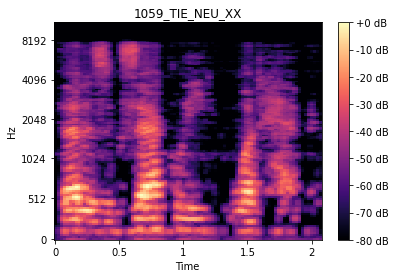 1059_TIE_NEU_XX
+0 dB
8192
-10 dB
4096
-20 dB
-30 dB
2048
Hz
-40 dB
1024
-50 dB
-60 dB
512
-70 dB
0
-80 dB
0
0.5
1
1.5
2
Time